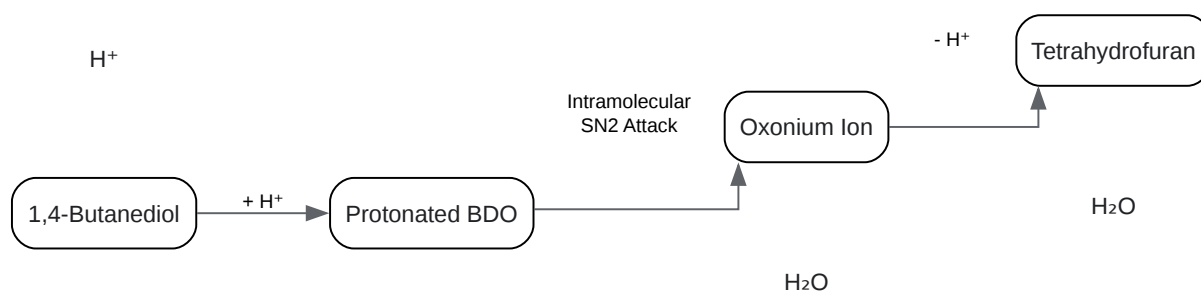 H⁺
- H⁺
Tetrahydrofuran
Intramolecular
SN2 Attack
Oxonium Ion
1,4-Butanediol
+ H⁺
Protonated BDO
H₂O
H₂O